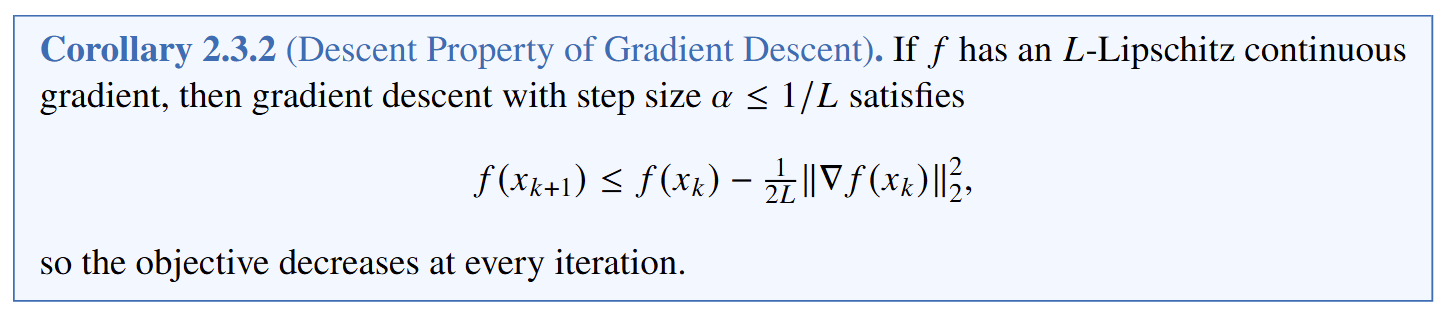 Corollary 2.3.2 (Descent Property of Gradient Descent). If f has an L-Lipschitz continuous
gradient, then gradient descent with step size α ≤ 1/L satisfies
f(x_{k+1}) ≤ f(x_k) − \frac{1}{2L}‖∇f(x_k)‖_2^2,
so the objective decreases at every iteration.